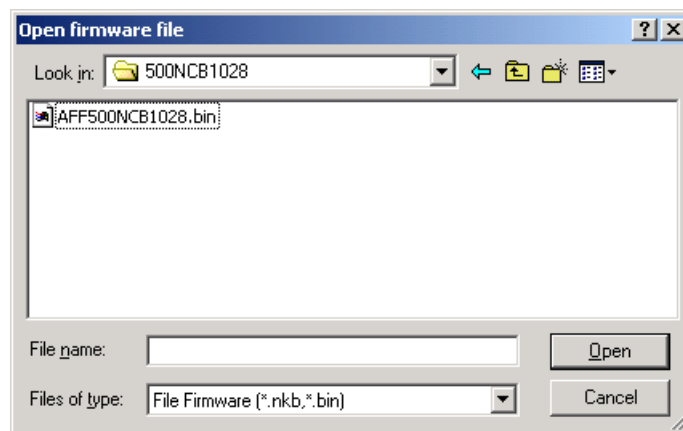 Open firmware file
Look in: 500NCB1028
AFF500NCB1028.bin
File name:
Open
Files of type: File Firmware (*.nkb,*.bin)
Cancel